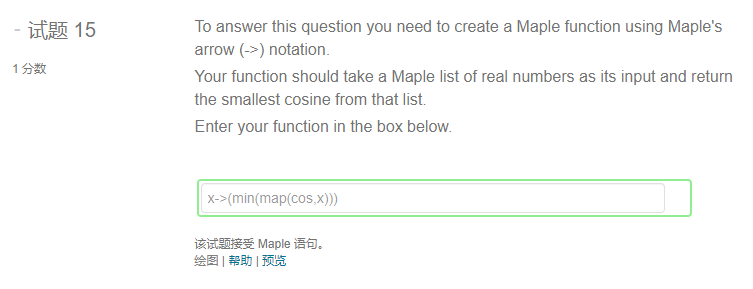 - 试题 15
1 分数
To answer this question you need to create a Maple function using Maple's
arrow (->) notation.
Your function should take a Maple list of real numbers as its input and return
the smallest cosine from that list.
Enter your function in the box below.
x->(min(map(cos,x)))
该试题接受 Maple 语句。
绘图 | 帮助 | 预览